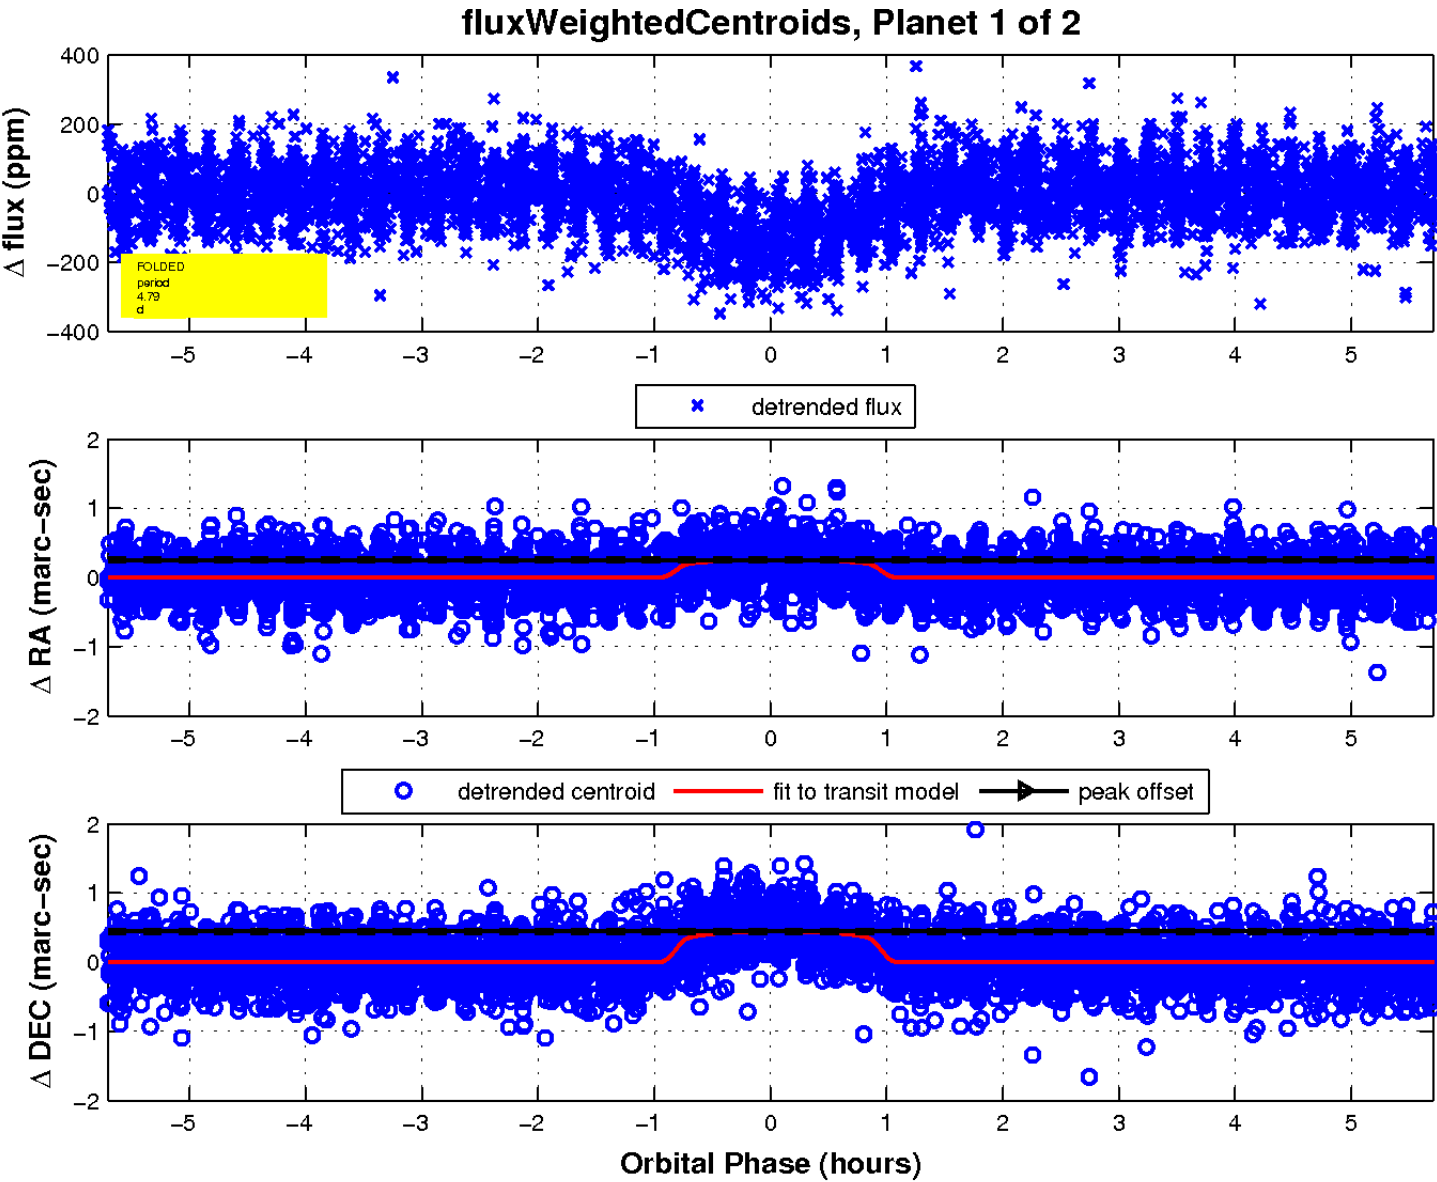 fluxWeightedCentroids, Planet 1 of 2
Δ flux (ppm)
400
200
0
−200
−400
FOLDED
period
4.79
d
−5 −4 −3 −2 −1 0 1 2 3 4 5
detrended flux
Δ RA (marc−sec)
2
1
0
−1
−2
−5 −4 −3 −2 −1 0 1 2 3 4 5
detrended centroid fit to transit model peak offset
Δ DEC (marc−sec)
2
1
0
−1
−2
−5 −4 −3 −2 −1 0 1 2 3 4 5
Orbital Phase (hours)